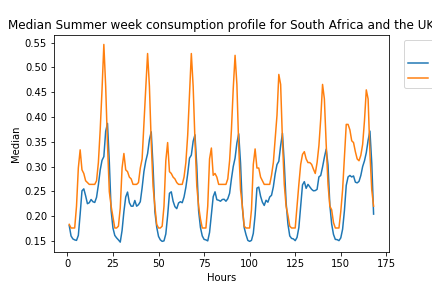 Median Summer week consumption profile for South Africa and the UK
0.55
0.50
0.45
0.40
0.35
0.30
0.25
0.20
0.15
Median
0 25 50 75 100 125 150 175
Hours